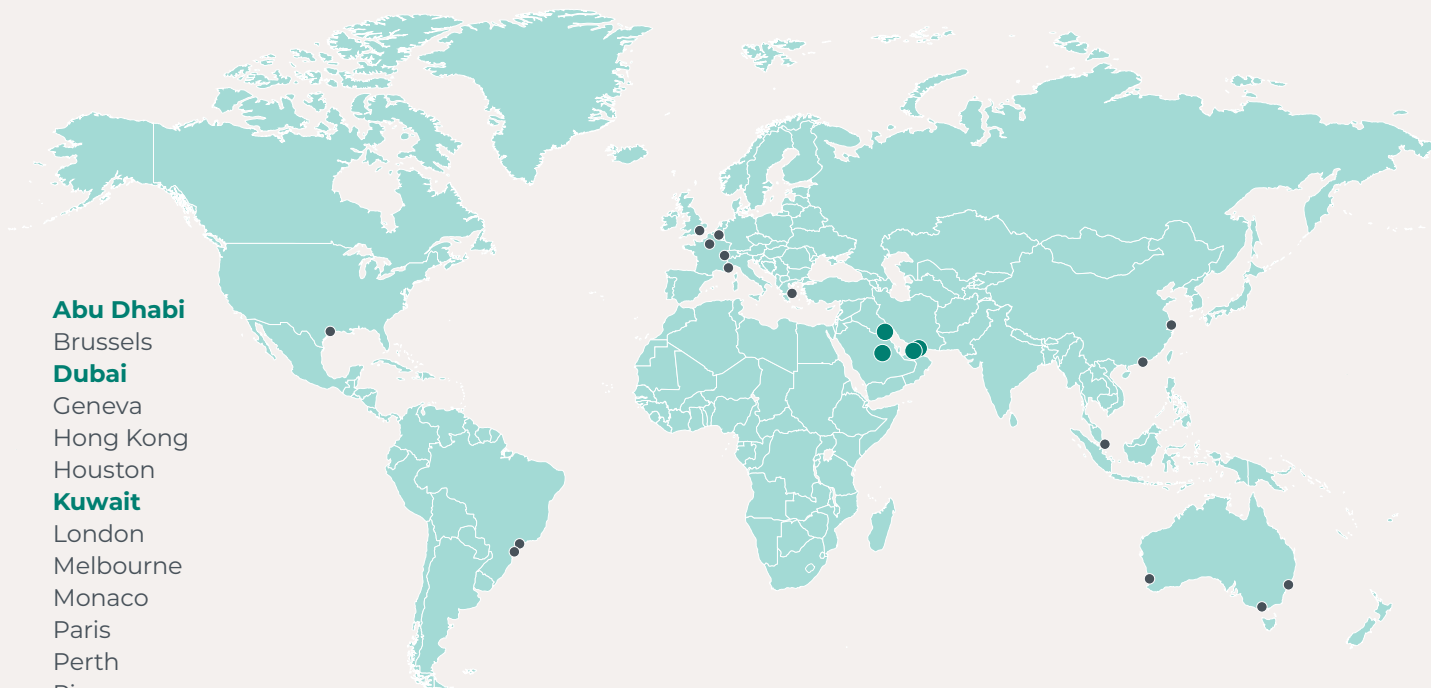 Abu Dhabi
Brussels
Dubai
Geneva
Hong Kong
Houston
Kuwait
London
Melbourne
Monaco
Paris
Perth